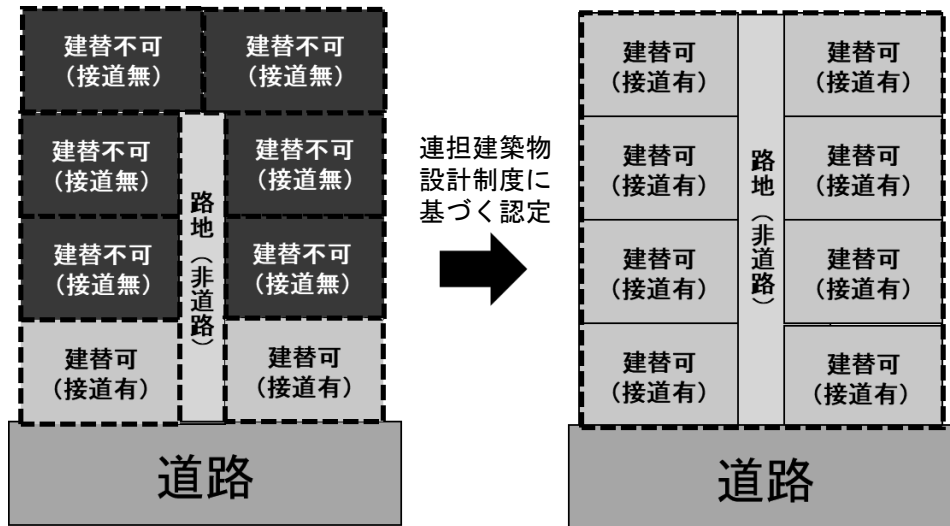 建替不可
(接道無)
建替不可
(接道無)
建替不可
(接道無)
建替不可
(接道無)
建替不可
(接道無)
建替不可
(接道無)
建替可
(接道有)
建替可
(接道有)
路地（非道路）
道路
連担建築物
設計制度に
基づく認定
建替可
(接道有)
建替可
(接道有)
建替可
(接道有)
建替可
(接道有)
建替可
(接道有)
建替可
(接道有)
建替可
(接道有)
建替可
(接道有)
路地（非道路）
道路